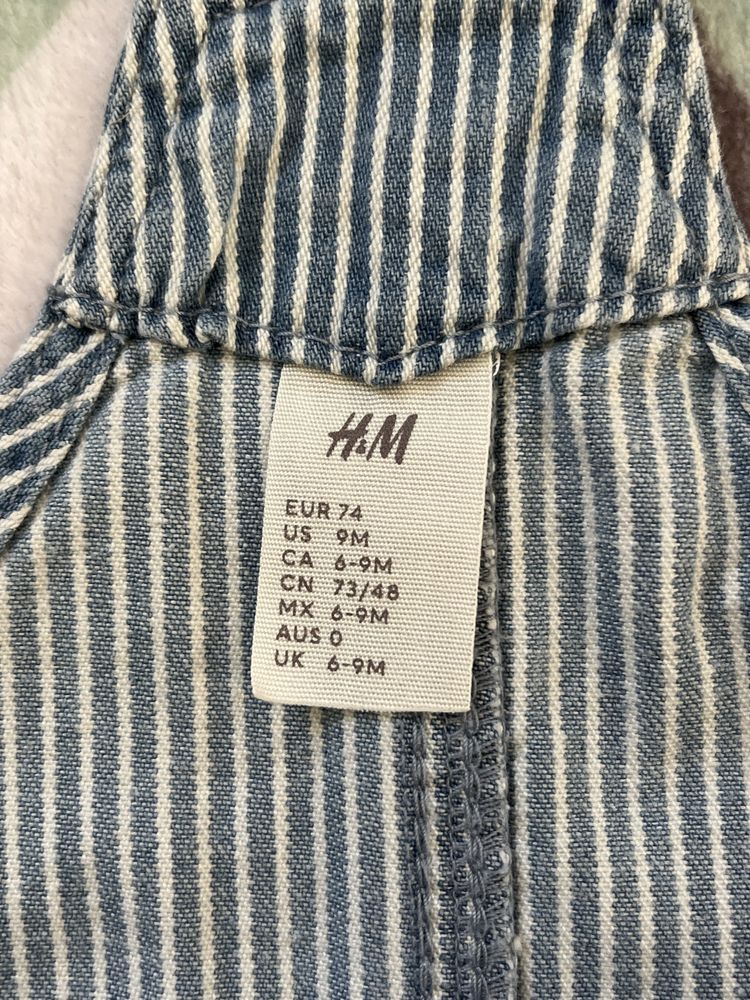 H&M
EUR 74
US 9M
CA 6-9M
CN 73/48
MX 6-9M
AUS 0
UK 6-9M